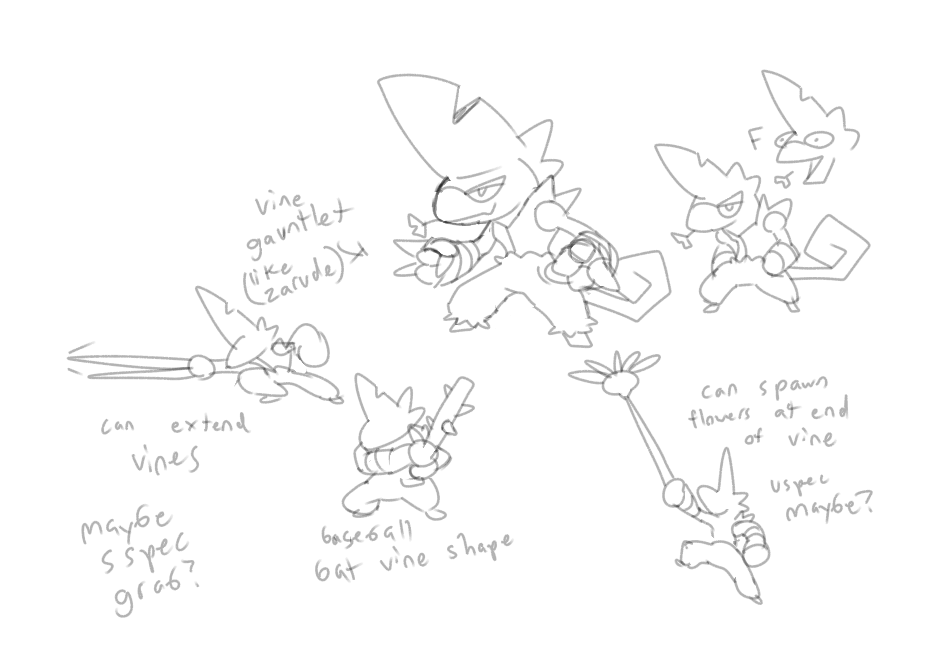 F
vine
gauntlet
(like
zarude)
can extend
vines
maybe
sspec
grab?
baseball
bat vine shape
can spawn
flowers at end
of vine
uspec
maybe?